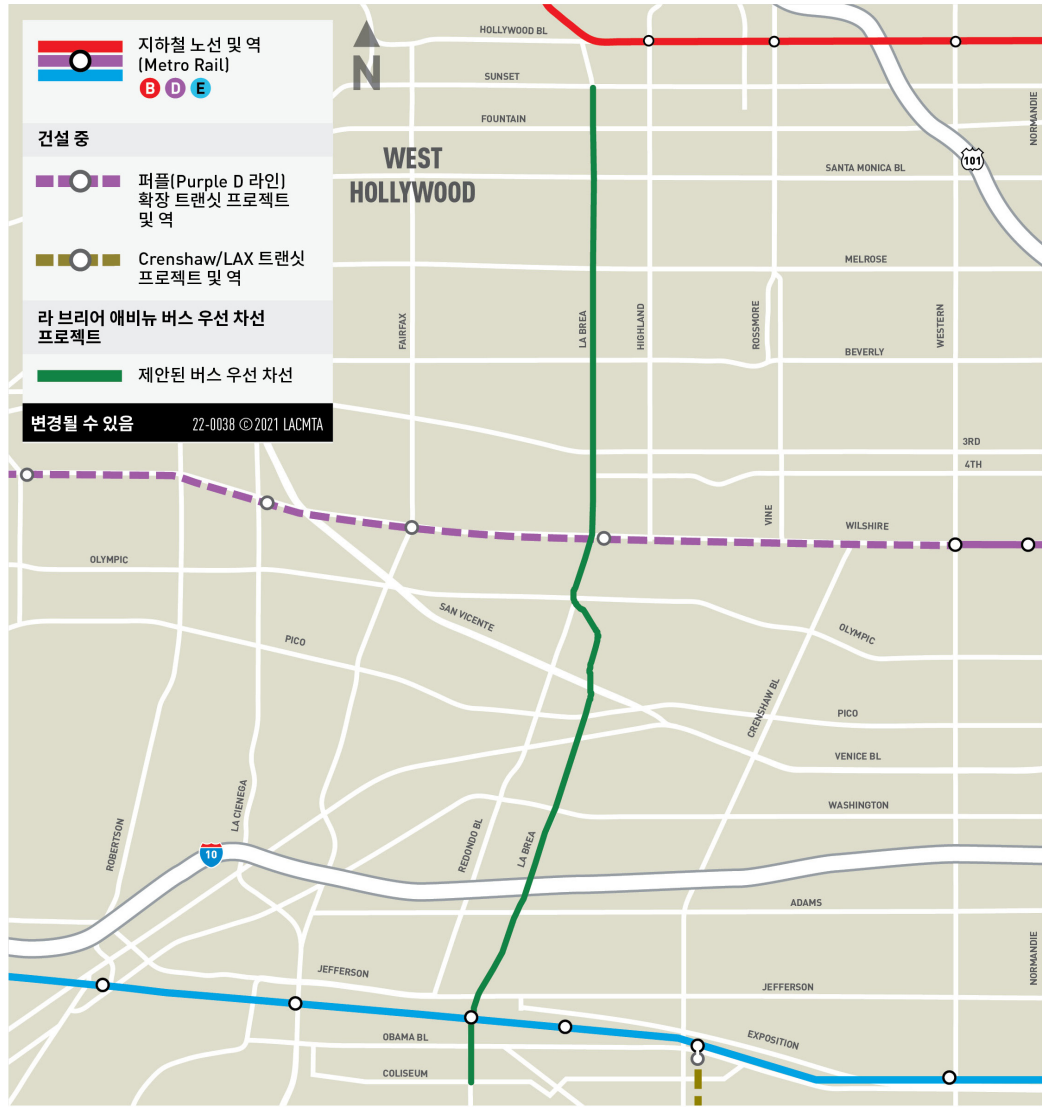 지하철 노선 및 역
(Metro Rail)
B D E
건설 중
퍼플(Purple D 라인)
확장 트랜싯 프로젝트
및 역
Crenshaw/LAX 트랜싯
프로젝트 및 역
라 브리어 애비뉴 버스 우선 차선
프로젝트
제안된 버스 우선 차선
변경될 수 있음 22-0038 ©2021 LACMTA
N
HOLLYWOOD BL
SUNSET
FOUNTAIN
NORMANDIE
WEST
HOLLYWOOD
101
SANTA MONICA BL
MELROSE
FAIRFAX
LA BREA
HIGHLAND
ROSSMORE
WESTERN
BEVERLY
3RD
4TH
VINE
WILSHIRE
OLYMPIC
SAN VICENTE
OLYMPIC
PICO
CRENSHAW BL
PICO
VENICE BL
LA CIENEGA
WASHINGTON
ROBERTSON
10
REDONDO BL
LA BREA
ADAMS
NORMANDIE
JEFFERSON
JEFFERSON
OBAMA BL
EXPOSITION
COLISEUM